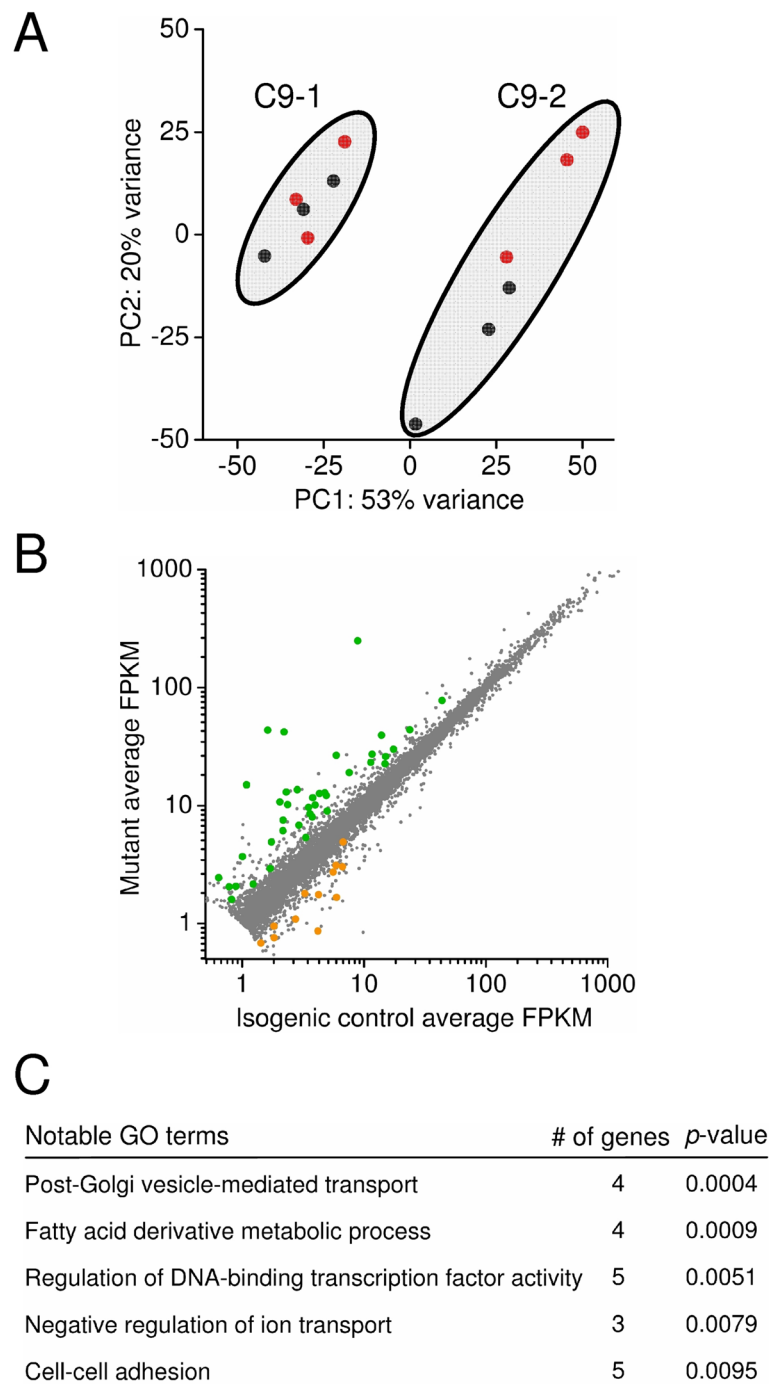 A
50
25
0
-25
-50
PC2: 20% variance
C9-1
C9-2
-50
-25
0
25
50
PC1: 53% variance
B
1000
100
10
1
Mutant average FPKM
1
10
100
1000
Isogenic control average FPKM
C
Notable GO terms # of genes p-value
Post-Golgi vesicle-mediated transport 4 0.0004
Fatty acid derivative metabolic process 4 0.0009
Regulation of DNA-binding transcription factor activity 5 0.0051
Negative regulation of ion transport 3 0.0079
Cell-cell adhesion 5 0.0095